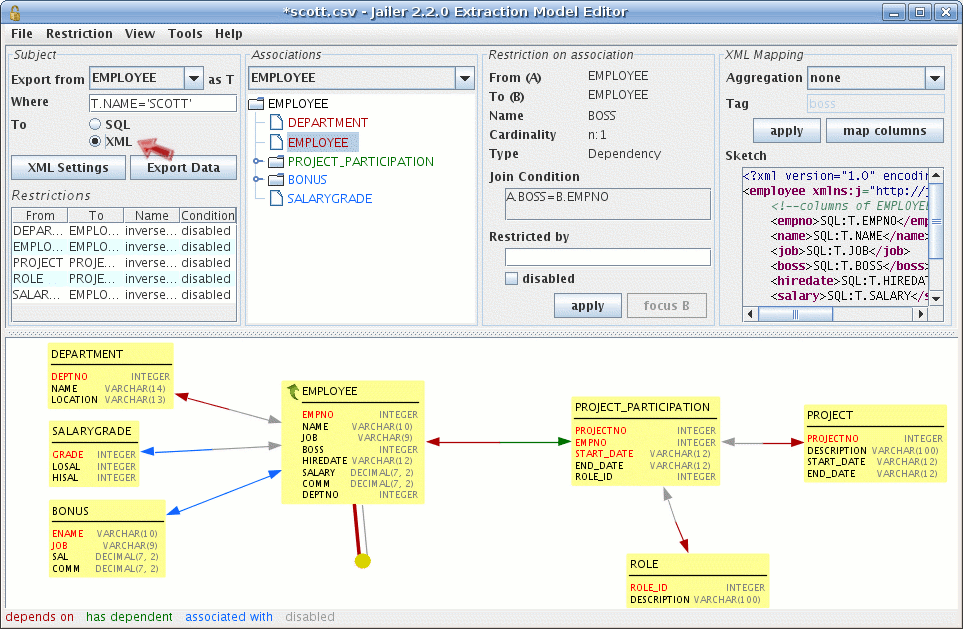 *scott.csv - Jailer 2.2.0 Extraction Model Editor
File Restriction View Tools Help
Subject
Export from EMPLOYEE as T
Where T.NAME='SCOTT'
To SQL
XML
XML Settings Export Data
Restrictions
From To Name Condition
DEPAR... EMPLO... inverse... disabled
EMPLO... EMPLO... inverse... disabled
PROJECT PROJE... inverse... disabled
ROLE PROJE... inverse... disabled
SALAR... EMPLO... inverse... disabled
Associations
EMPLOYEE
EMPLOYEE
DEPARTMENT
EMPLOYEE
PROJECT_PARTICIPATION
BONUS
SALARYGRADE
Restriction on association
From (A) EMPLOYEE
To (B) EMPLOYEE
Name BOSS
Cardinality n:1
Type Dependency
Join Condition
A.BOSS=B.EMPNO
Restricted by
disabled
apply focus B
XML Mapping
Aggregation none
Tag boss
apply map columns
Sketch
<?xml version="1.0" encodin
<employee xmlns:j="http://j
<!--columns of EMPLOYEE
<empno>SQL:T.EMPNO</emp
<name>SQL:T.NAME</name>
<job>SQL:T.JOB</job>
<boss>SQL:T.BOSS</boss>
<hiredate>SQL:T.HIREDAT
<salary>SQL:T.SALARY</s
DEPARTMENT
DEPTNO INTEGER
NAME VARCHAR(14)
LOCATION VARCHAR(13)
SALARYGRADE
GRADE INTEGER
LOSAL INTEGER
HISAL INTEGER
BONUS
ENAME VARCHAR(10)
JOB VARCHAR(9)
SAL DECIMAL(7, 2)
COMM DECIMAL(7, 2)
EMPLOYEE
EMPNO INTEGER
NAME VARCHAR(10)
JOB VARCHAR(9)
BOSS INTEGER
HIREDATE VARCHAR(12)
SALARY DECIMAL(7, 2)
COMM DECIMAL(7, 2)
DEPTNO INTEGER
PROJECT_PARTICIPATION
PROJECTNO INTEGER
EMPNO INTEGER
START_DATE VARCHAR(12)
END_DATE VARCHAR(12)
ROLE_ID INTEGER
PROJECT
PROJECTNO INTEGER
DESCRIPTION VARCHAR(100)
START_DATE VARCHAR(12)
END_DATE VARCHAR(12)
ROLE
ROLE_ID INTEGER
DESCRIPTION VARCHAR(100)
depends on has dependent associated with disabled